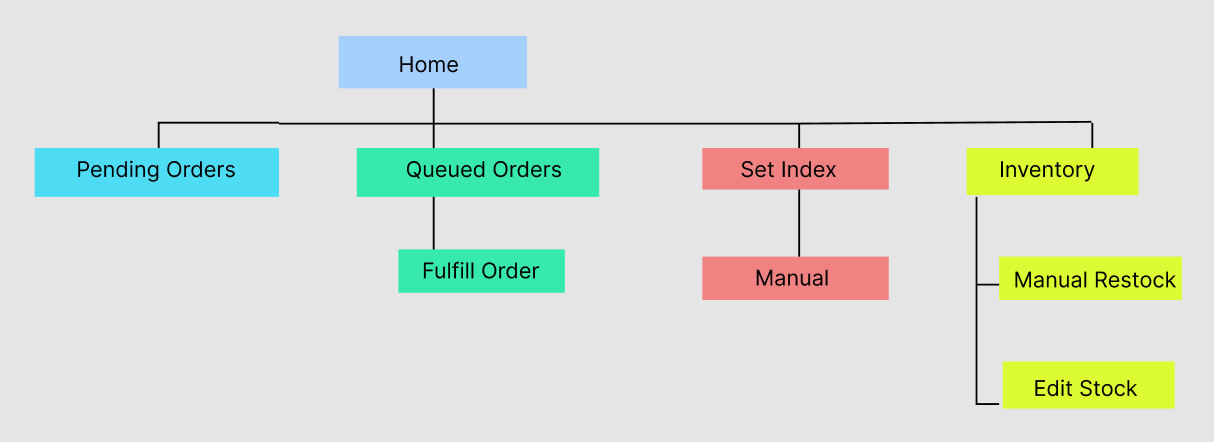 Home
Pending Orders
Queued Orders
Set Index
Inventory
Fulfill Order
Manual
Manual Restock
Edit Stock